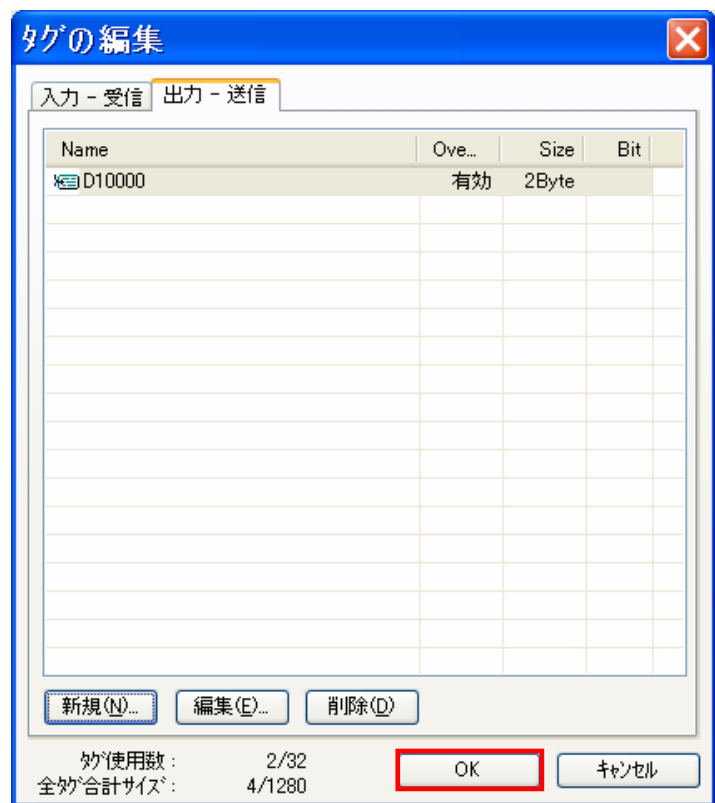 ﾀｸﾞの編集
入力 - 受信 出力 - 送信
Name Ove... Size Bit
D10000 有効 2Byte
新規(N)... 編集(E)... 削除(D)
ﾀｸﾞ使用数 : 2/32
全ﾀｸﾞ合計ｻｲｽﾞ : 4/1280
OK ｷｬﾝｾﾙ